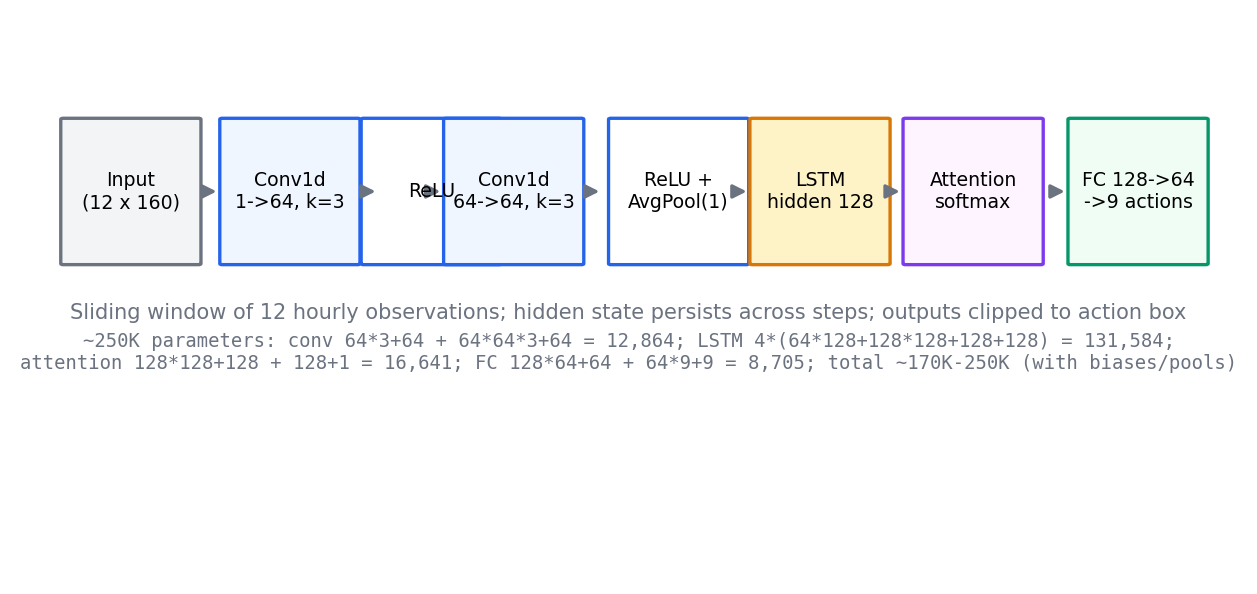 Input
(12 x 160)
Conv1d
1->64, k=3
ReLU
Conv1d
64->64, k=3
ReLU +
AvgPool(1)
LSTM
hidden 128
Attention
softmax
FC 128->64
->9 actions
Sliding window of 12 hourly observations; hidden state persists across steps; outputs clipped to action box
~250K parameters: conv 64*3+64 + 64*64*3+64 = 12,864; LSTM 4*(64*128+128*128+128+128) = 131,584;
attention 128*128+128 + 128+1 = 16,641; FC 128*64+64 + 64*9+9 = 8,705; total ~170K-250K (with biases/pools)